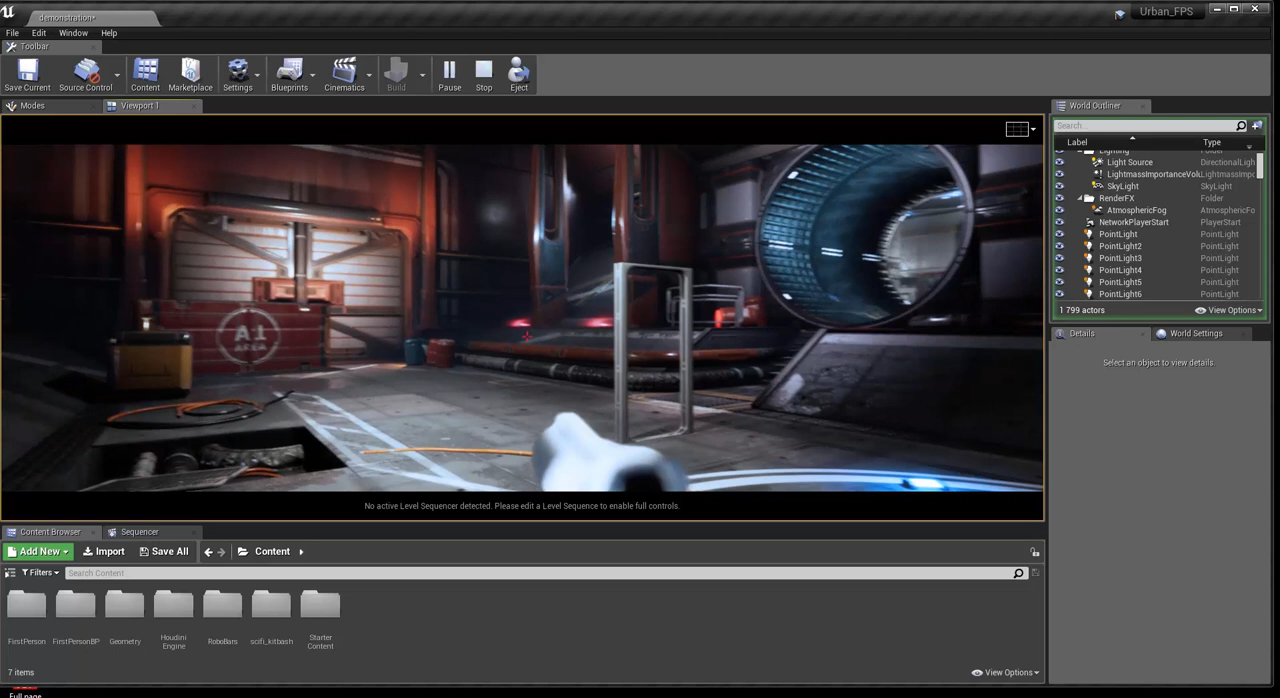 demonstration*
Urban_FPS
File Edit Window Help
Toolbar
Save Current Source Control Content Marketplace Settings Blueprints Cinematics Build Pause Stop Eject
Modes Viewport 1
World Outliner
Search...
Label Type
Lighting Folder
Light Source DirectionalLigh
LightmassImportanceVolu LightmassImpo
SkyLight SkyLight
RenderFX Folder
AtmosphericFog AtmosphericFo
NetworkPlayerStart PlayerStart
PointLight PointLight
PointLight2 PointLight
PointLight3 PointLight
PointLight4 PointLight
PointLight5 PointLight
PointLight6 PointLight
1 799 actors View Options
Details World Settings
Select an object to view details.
A1
AREA
No active Level Sequencer detected. Please edit a Level Sequence to enable full controls.
Content Browser Sequencer
Add New Import Save All Content
Filters Search Content
FirstPerson FirstPersonBP Geometry Houdini Engine RoboBars scifi_kitbash Starter Content
7 items View Options
Full page